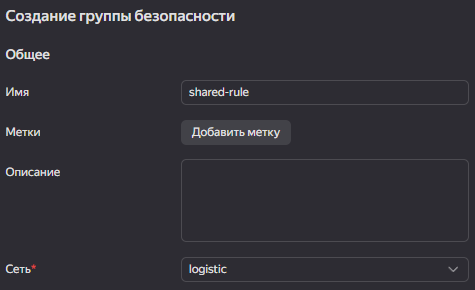 Создание группы безопасности
Общее
Имя
shared-rule
Метки
Добавить метку
Описание
Сеть*
logistic